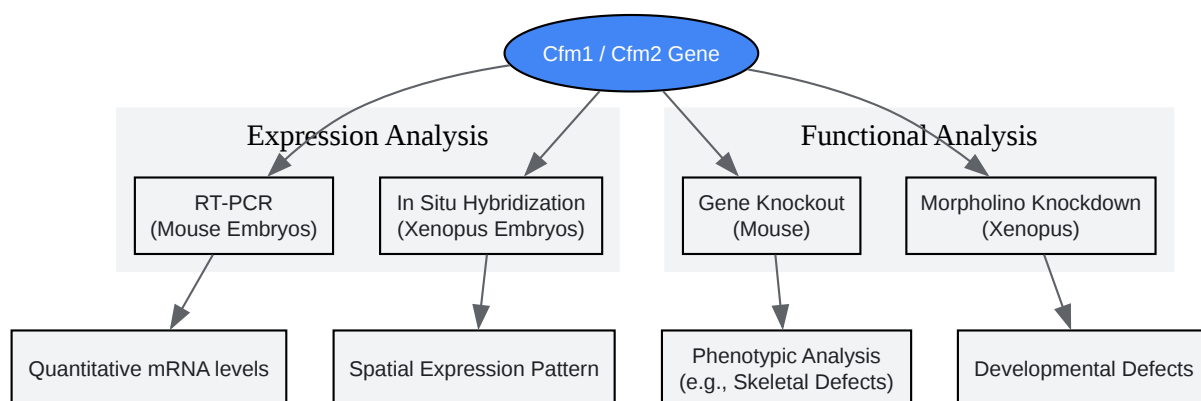 Cfm1 / Cfm2 Gene
Expression Analysis
Functional Analysis
RT-PCR
(Mouse Embryos)
In Situ Hybridization
(Xenopus Embryos)
Gene Knockout
(Mouse)
Morpholino Knockdown
(Xenopus)
Quantitative mRNA levels
Spatial Expression Pattern
Phenotypic Analysis
(e.g., Skeletal Defects)
Developmental Defects